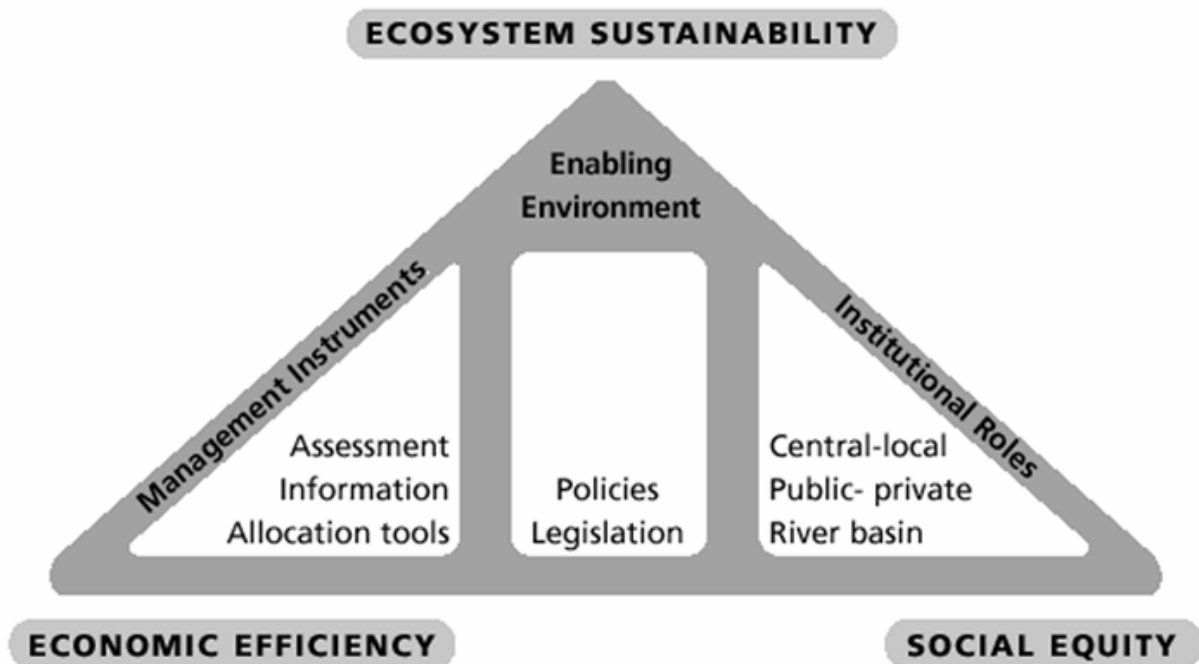 ECOSYSTEM SUSTAINABILITY
Enabling
Environment
Management Instruments
Institutional Roles
Assessment
Information
Allocation tools
Policies
Legislation
Central-local
Public- private
River basin
ECONOMIC EFFICIENCY
SOCIAL EQUITY